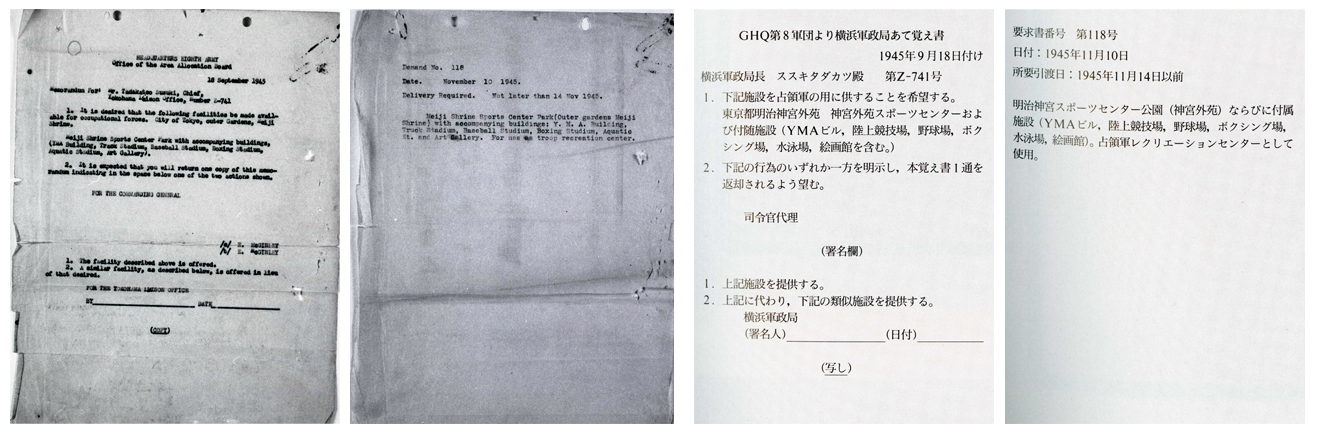 HEADQUARTERS EIGHTH ARMY
Office of the Area Allocation Board
18 September 1945
Memorandum For: Mr. Tadakatsu Suzuki, Chief,
Yokohama Liaison Office, Number Z-741
1. It is desired that the following facilities be made avail-
able for occupational forces. City of Tokyo, outer Gardens, Meiji
Shrine.
Meiji Shrine Sports Center Park with accompanying buildings,
Building, Track Stadium, Baseball Stadium, Boxing Stadium,
Aquatic Stadium, Art Gallery).
2. It is expected that you will return one copy of this memo-
randum indicating in the space below one of the two actions shown.
FOR THE COMMANDING GENERAL
/s/ E. McGINLEY
/t/ E. McGINLEY
1. The facility described above is offered.
2. A similar facility, as described below, is offered in lieu
of that desired.
FOR THE YOKOHAMA LIAISON OFFICE
BY DATE
(COPY)
Demand No. 118
Date. November 10 1945.
Delivery Required. Not later than 14 Nov 1945.
Meiji Shrine Sports Center Park(Outer gardens Meiji
Shrine) with accompanying buildings; Y. M. A. Building,
Truck Stadium, Baseball Stadium, Boxing Stadium, Aquatic
St. and Art Gallery. For use as troop recreation center.
GHQ第8軍団より横浜軍政局あて覚え書
1945年9月18日付け
横浜軍政局長 ススキタダカツ殿 第Z-741号
1. 下記施設を占領軍の用に供することを希望する。
東京都明治神宮外苑 神宮外苑スポーツセンターおよ
び付随施設(YMAビル，陸上競技場，野球場，ボク
シング場，水泳場，絵画館を含む。)
2. 下記の行為のいずれか一方を明示し，本覚え書1通を
返却されるよう望む。
司令官代理
(署名欄)
1. 上記施設を提供する。
2. 上記に代わり，下記の類似施設を提供する。
横浜軍政局
(署名人) (日付)
(写し)
要求書番号 第118号
日付：1945年11月10日
所要引渡日：1945年11月14日以前
明治神宮スポーツセンター公園（神宮外苑）ならびに付属
施設（YMAビル，陸上競技場，野球場，ボクシング場，
水泳場，絵画館）。占領軍レクリエーションセンターとして
使用。